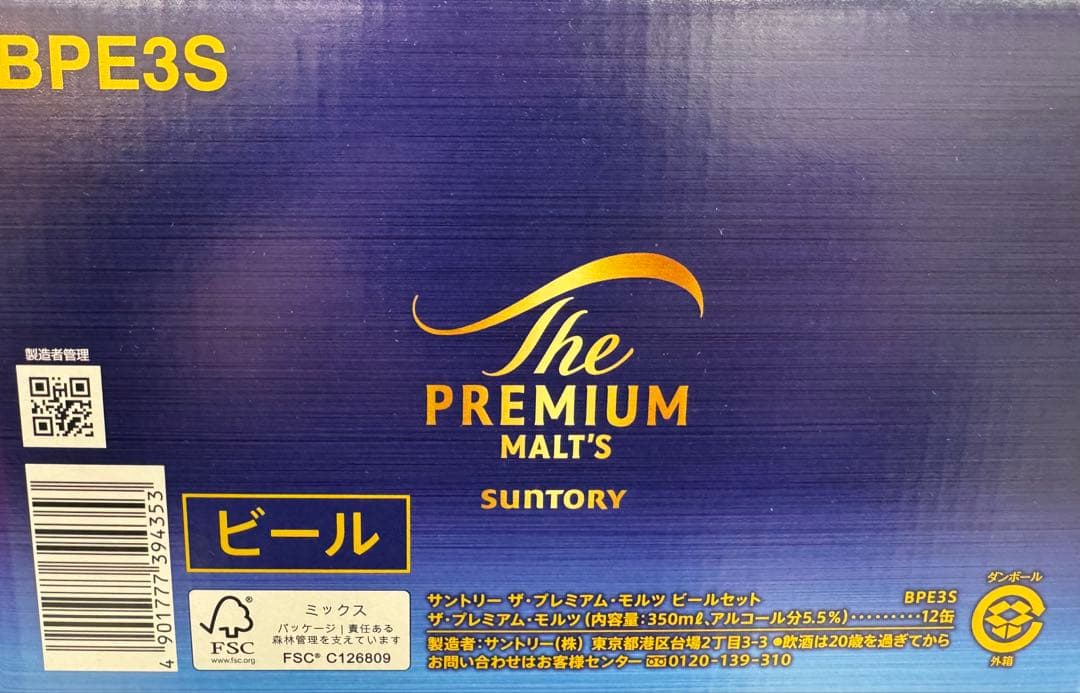 BPE3S
The
PREMIUM
MALT'S
SUNTORY
製造者管理
4 901777 394353
ビール
FSC®
www.fsc.org
ミックス
パッケージ|責任ある
森林管理を支えています
FSC® C126809
サントリー ザ・プレミアム・モルツ ビールセット BPE3S
ザ・プレミアム・モルツ(内容量:350mℓ、アルコール分5.5%)………12缶
製造者:サントリー(株) 東京都港区台場2丁目3-3 ●飲酒は20歳を過ぎてから
お問い合わせはお客様センター 0120-139-310
ダンボール
外箱